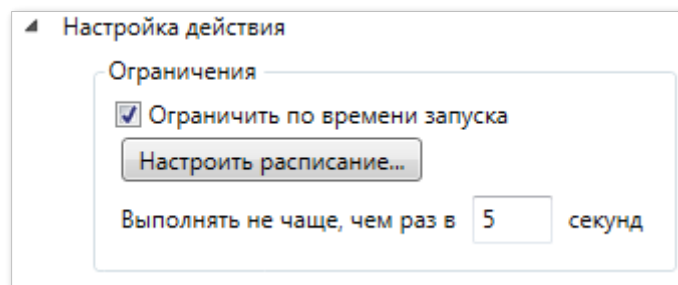 Настройка действия
Ограничения
Ограничить по времени запуска
Настроить расписание...
Выполнять не чаще, чем раз в 5 секунд